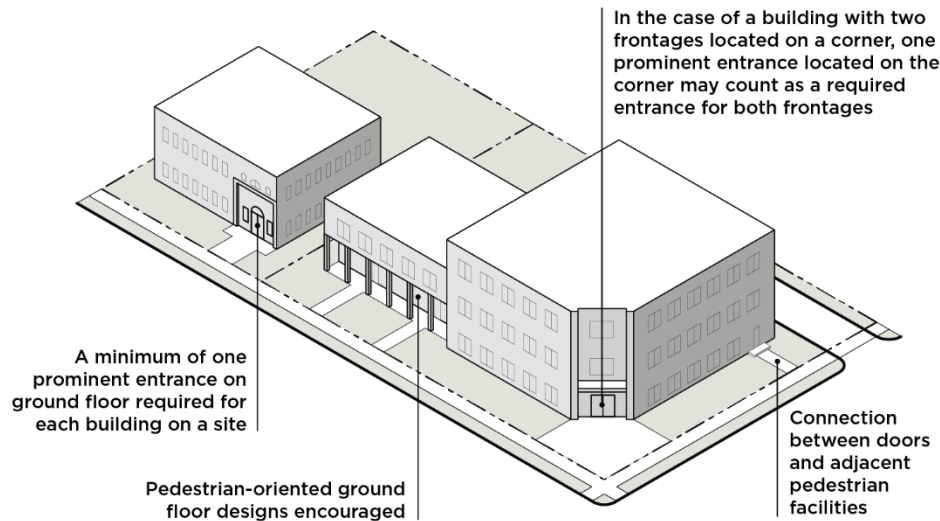 In the case of a building with two
frontages located on a corner, one
prominent entrance located on the
corner may count as a required
entrance for both frontages
A minimum of one
prominent entrance on
ground floor required for
each building on a site
Pedestrian-oriented ground
floor designs encouraged
Connection
between doors
and adjacent
pedestrian
facilities